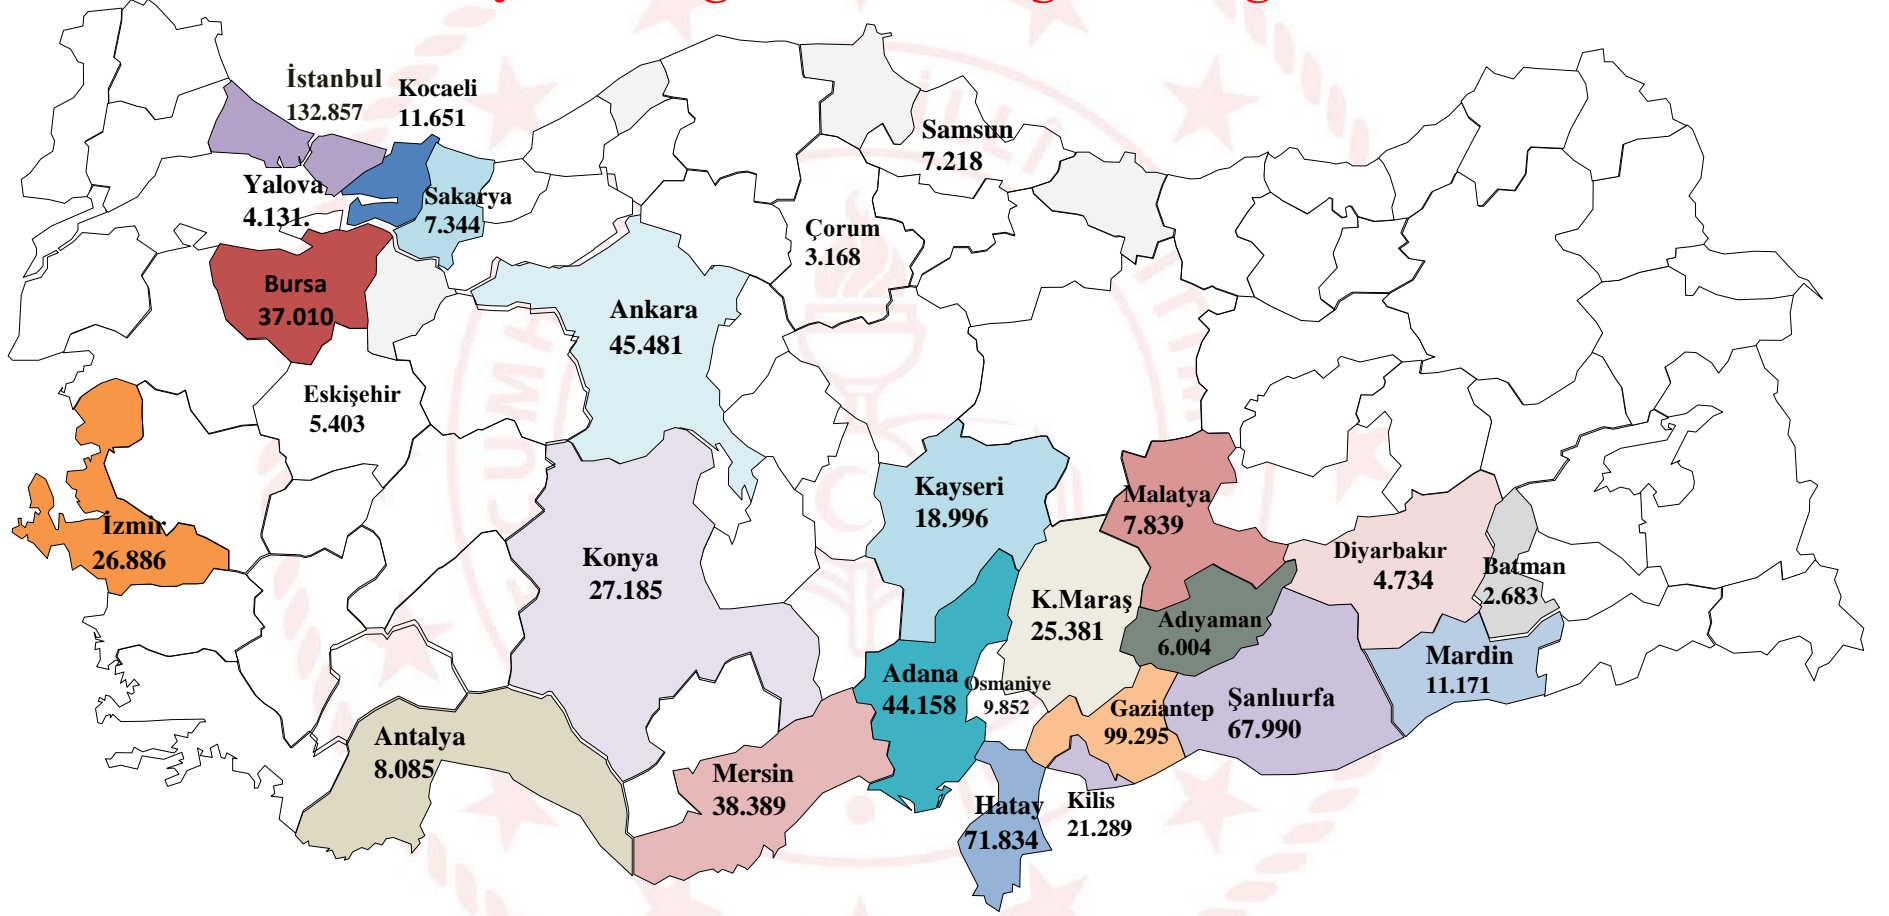 İstanbul
132.857
Kocaeli
11.651
Samsun
7.218
Yalova
4.131.
Sakarya
7.344
Çorum
3.168
Bursa
37.010
Ankara
45.481
Eskişehir
5.403
Kayseri
18.996
Malatya
7.839
İzmir
26.886
Konya
27.185
Diyarbakır
4.734
Batman
2.683
K.Maraş
25.381
Adıyaman
6.004
Mardin
11.171
Adana
44.158
Osmaniye
9.852
Gaziantep
99.295
Şanlıurfa
67.990
Antalya
8.085
Mersin
38.389
Hatay
71.834
Kilis
21.289